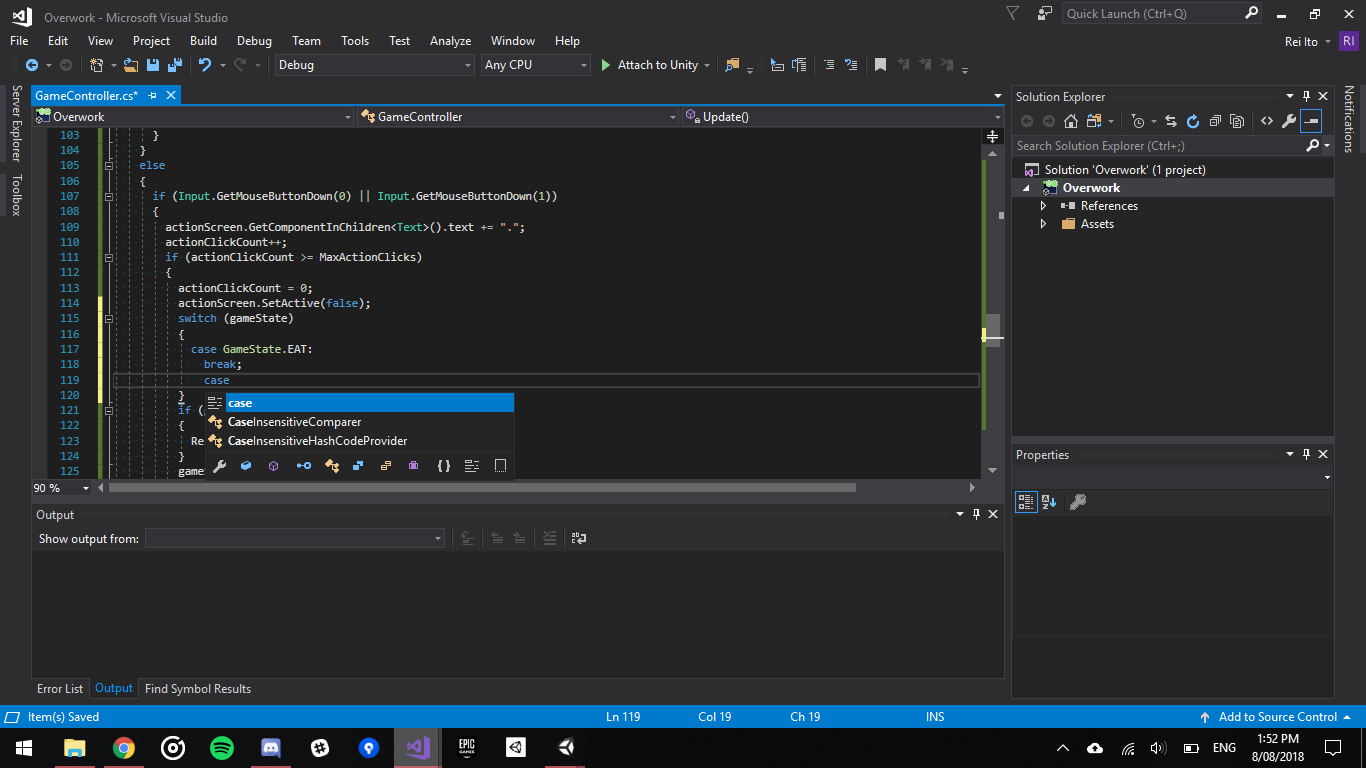 Overwork - Microsoft Visual Studio
Quick Launch (Ctrl+Q)
File Edit View Project Build Debug Team Tools Test Analyze Window Help
Rei Ito RI
Debug Any CPU Attach to Unity
Server Explorer
Toolbox
GameController.cs*
Overwork GameController Update()
103 }
104 }
105 else
106 {
107 if (Input.GetMouseButtonDown(0) || Input.GetMouseButtonDown(1))
108 {
109 actionScreen.GetComponentInChildren<Text>().text += ".";
110 actionClickCount++;
111 if (actionClickCount >= MaxActionClicks)
112 {
113 actionClickCount = 0;
114 actionScreen.SetActive(false);
115 switch (gameState)
116 {
117 case GameState.EAT:
118 break;
119 case
120 }
121 if (
122 {
123 Re
124 }
125 game
case
CaseInsensitiveComparer
CaseInsensitiveHashCodeProvider
90 %
Output
Show output from:
Error List Output Find Symbol Results
Solution Explorer
Search Solution Explorer (Ctrl+;)
Solution 'Overwork' (1 project)
Overwork
References
Assets
Properties
Notifications
Item(s) Saved Ln 119 Col 19 Ch 19 INS Add to Source Control
EPIC
GAMES
ENG
1:52 PM
8/08/2018